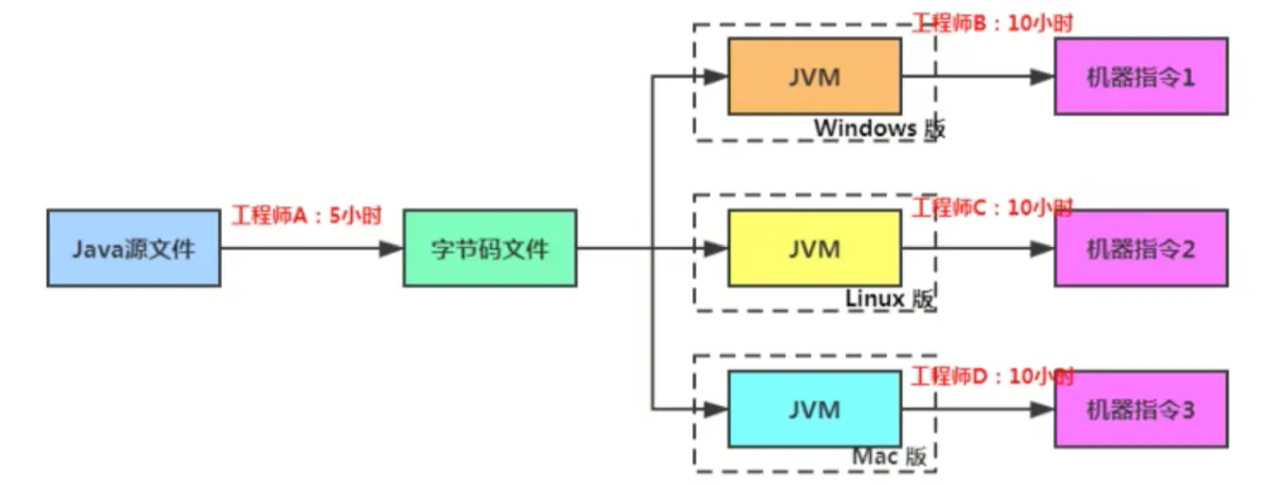 工程师B：10小时
JVM
机器指令1
Windows 版
工程师A：5小时
工程师C：10小时
Java源文件
字节码文件
JVM
机器指令2
Linux 版
工程师D：10小时
JVM
机器指令3
Mac 版